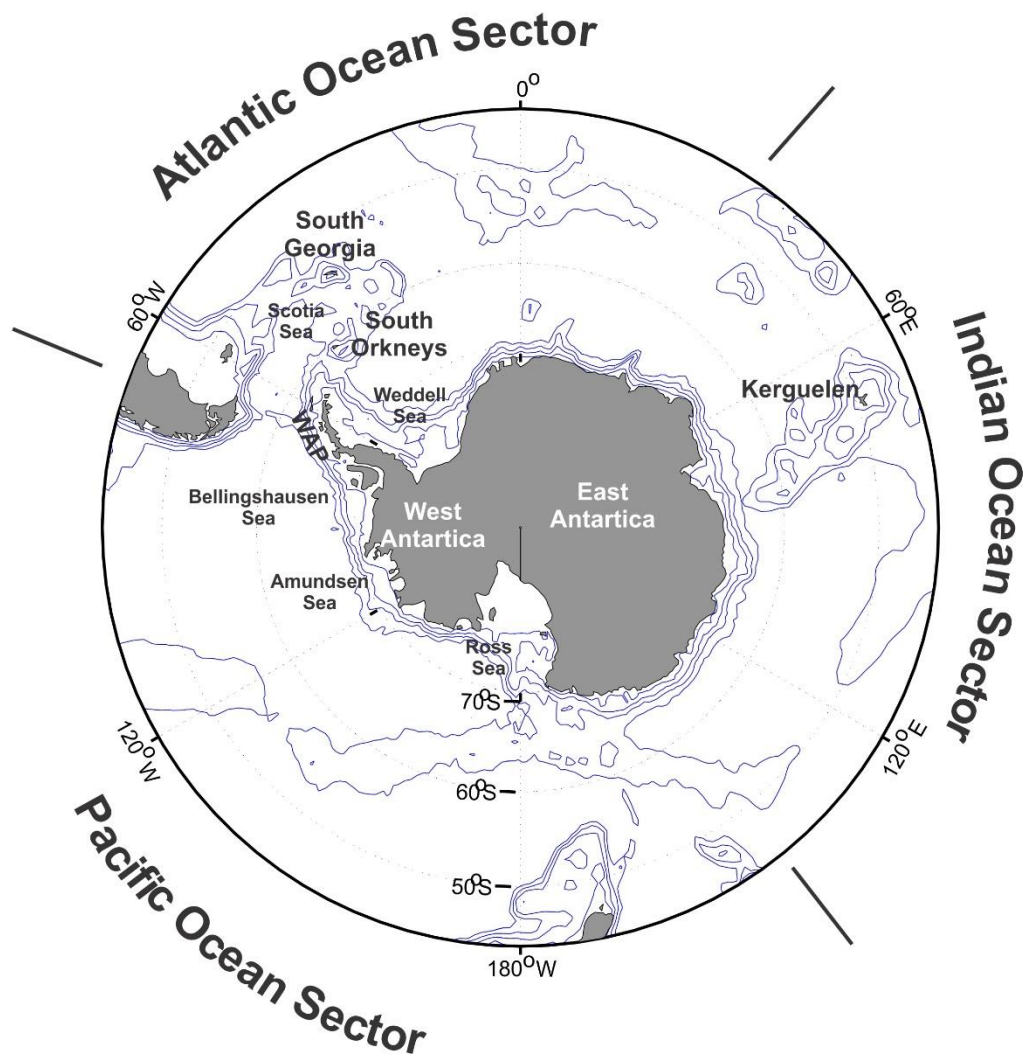 Atlantic Ocean Sector
0°
South
Georgia
60°W
Scotia
Sea
South
Orkneys
60°E
Indian Ocean Sector
Weddell
Sea
Kerguelen
WAP
Bellingshausen
Sea
West
Antartica
East
Antartica
Amundsen
Sea
Ross
Sea
70°S
120°W
120°E
60°S
Pacific Ocean Sector
50°S
180°W